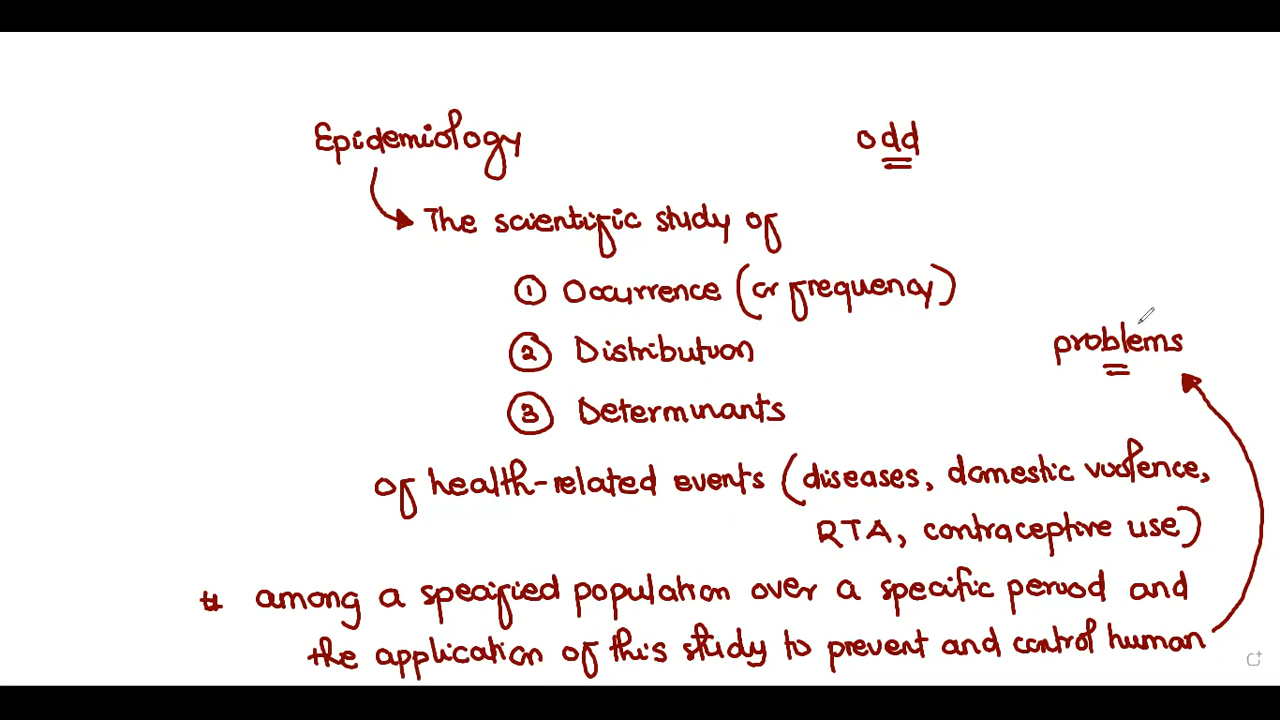 Epidemiology odd
The scientific study of
① Occurrence (or frequency)
② Distribution
③ Determinants
problems
of health-related events (diseases, domestic violence,
RTA, contraceptive use)
# among a specified population over a specific period and
the application of this study to prevent and control human